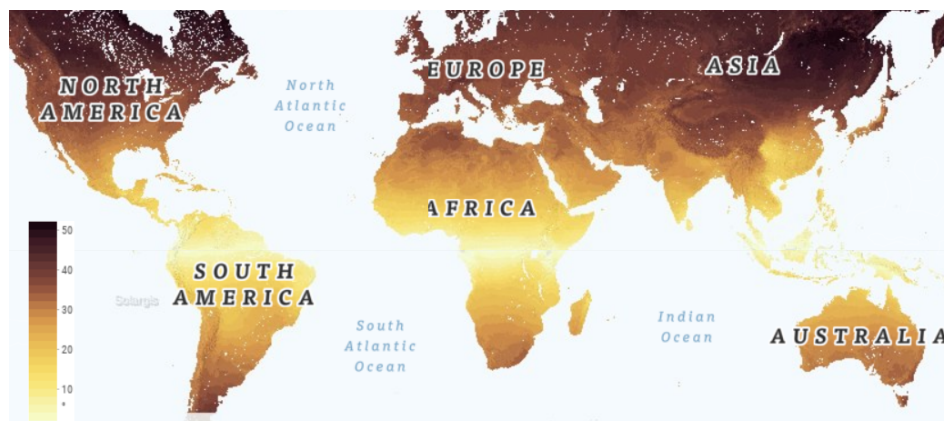 NORTH
AMERICA
North
Atlantic
Ocean
EUROPE
ASIA
AFRICA
SOUTH
AMERICA
Solargis
South
Atlantic
Ocean
Indian
Ocean
AUSTRALIA
50
40
30
20
10